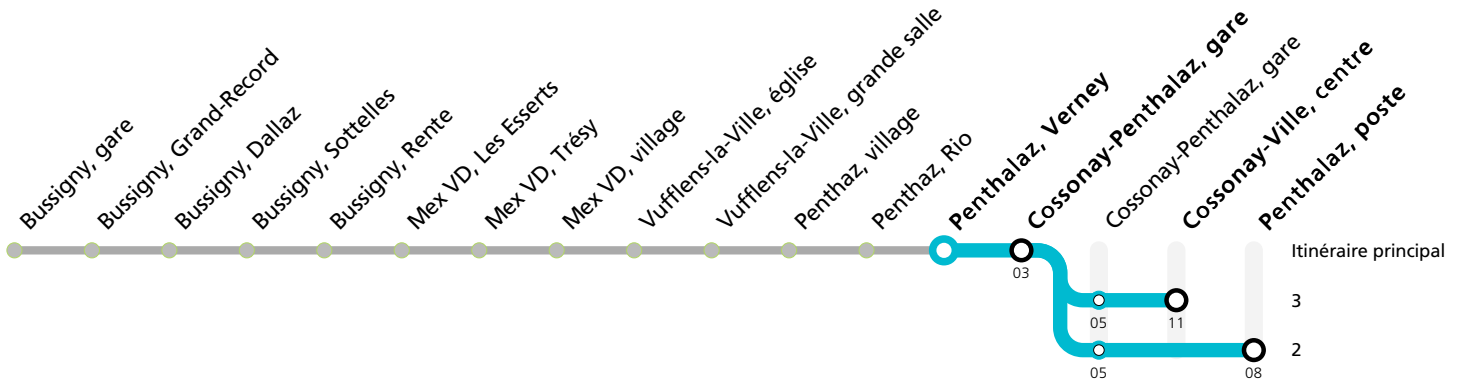 Bussigny, gare
Bussigny, Grand-Record
Bussigny, Dallaz
Bussigny, Sottelles
Bussigny, Rente
Mex VD, Les Esserts
Mex VD, Trésy
Mex VD, village
Vufflens-la-Ville, église
Vufflens-la-Ville, grande salle
Penthaz, village
Penthaz, Rio
Penthalaz, Verney
Cossonay-Penthalaz, gare
Cossonay-Penthalaz, gare
Cossonay-Ville, centre
Penthalaz, poste
Itinéraire principal
03
3
05
11
2
05
08